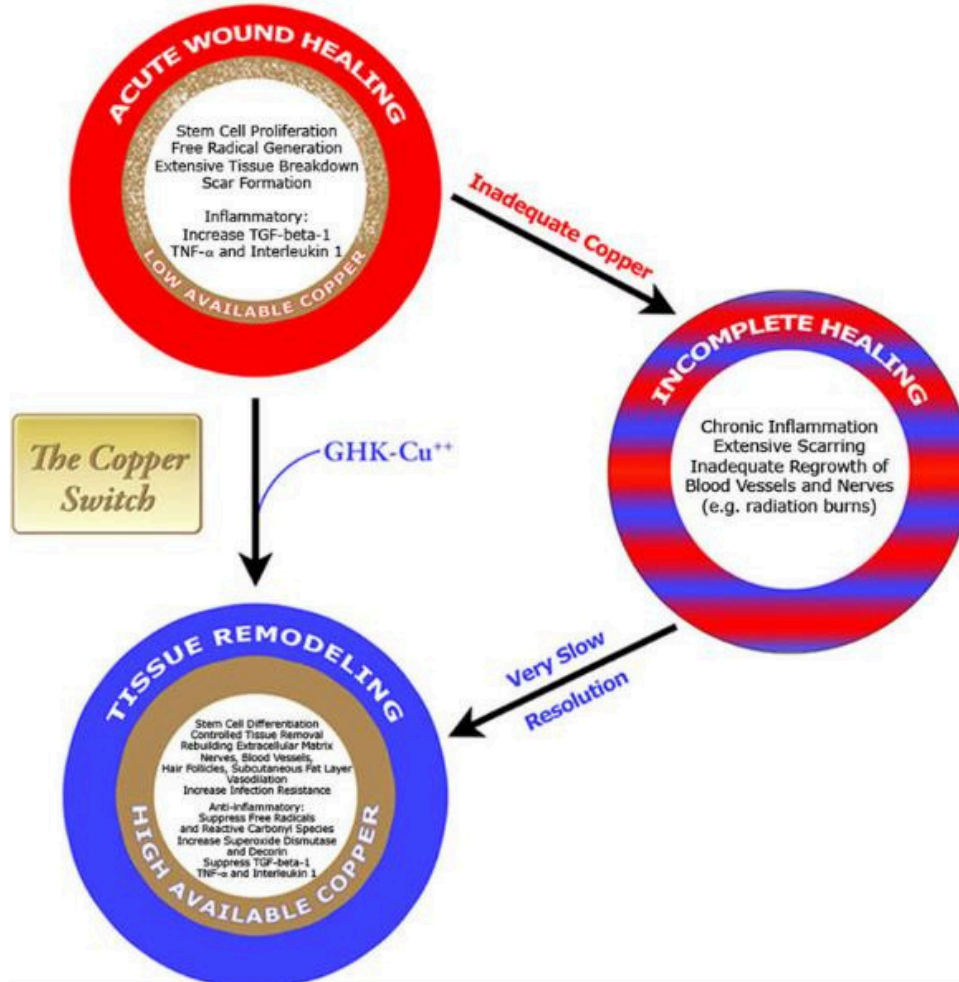 ACUTE WOUND HEALING
Stem Cell Proliferation
Free Radical Generation
Extensive Tissue Breakdown
Scar Formation
Inflammatory:
Increase TGF-beta-1
TNF-α and Interleukin 1
LOW AVAILABLE COPPER
Inadequate Copper
INCOMPLETE HEALING
Chronic Inflammation
Extensive Scarring
Inadequate Regrowth of
Blood Vessels and Nerves
(e.g. radiation burns)
The Copper
Switch
GHK-Cu⁺⁺
Very Slow
Resolution
TISSUE REMODELING
Stem Cell Differentiation
Controlled Tissue Removal
Rebuilding Extracellular Matrix
Nerves, Blood Vessels,
Hair Follicles, Subcutaneous Fat Layer
Vasodilation
Increase Infection Resistance
Anti-inflammatory:
Suppress Free Radicals
and Reactive Carbonyl Species
Increase Superoxide Dismutase
and Decorin
Suppress TGF-beta-1
TNF-α and Interleukin 1
HIGH AVAILABLE COPPER